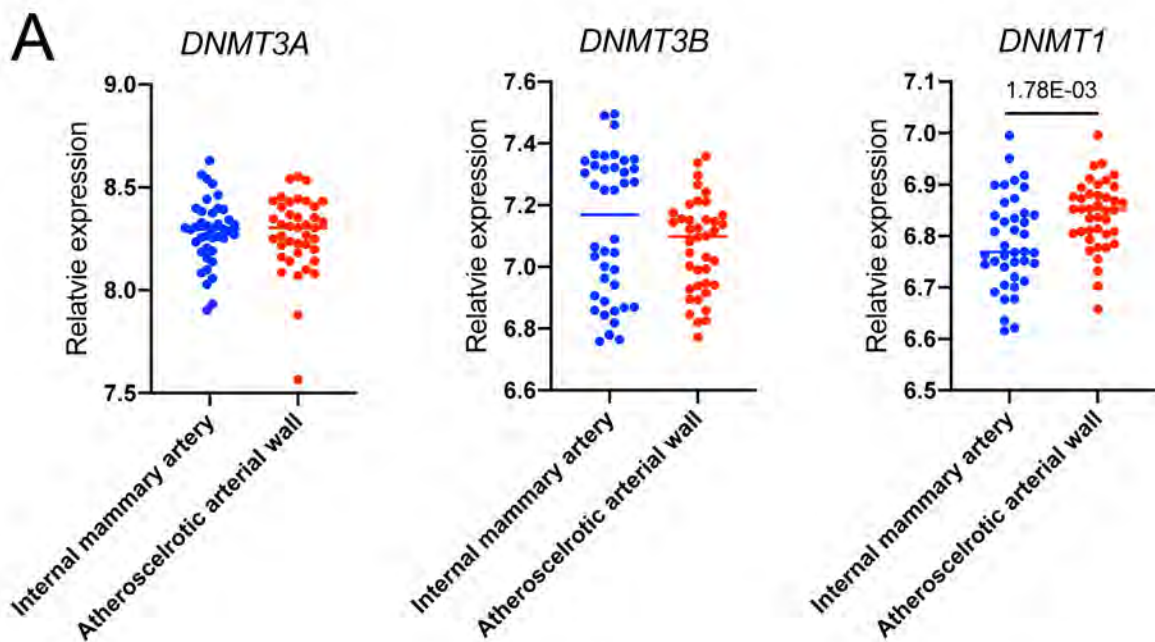 A
DNMT3A
Relatvie expression
9.0
8.5
8.0
7.5
Internal mammary artery
Atheroscelrotic arterial wall
DNMT3B
Relatvie expression
7.6
7.4
7.2
7.0
6.8
6.6
Internal mammary artery
Atheroscelrotic arterial wall
DNMT1
1.78E-03
Relatvie expression
7.1
7.0
6.9
6.8
6.7
6.6
6.5
Internal mammary artery
Atheroscelrotic arterial wall